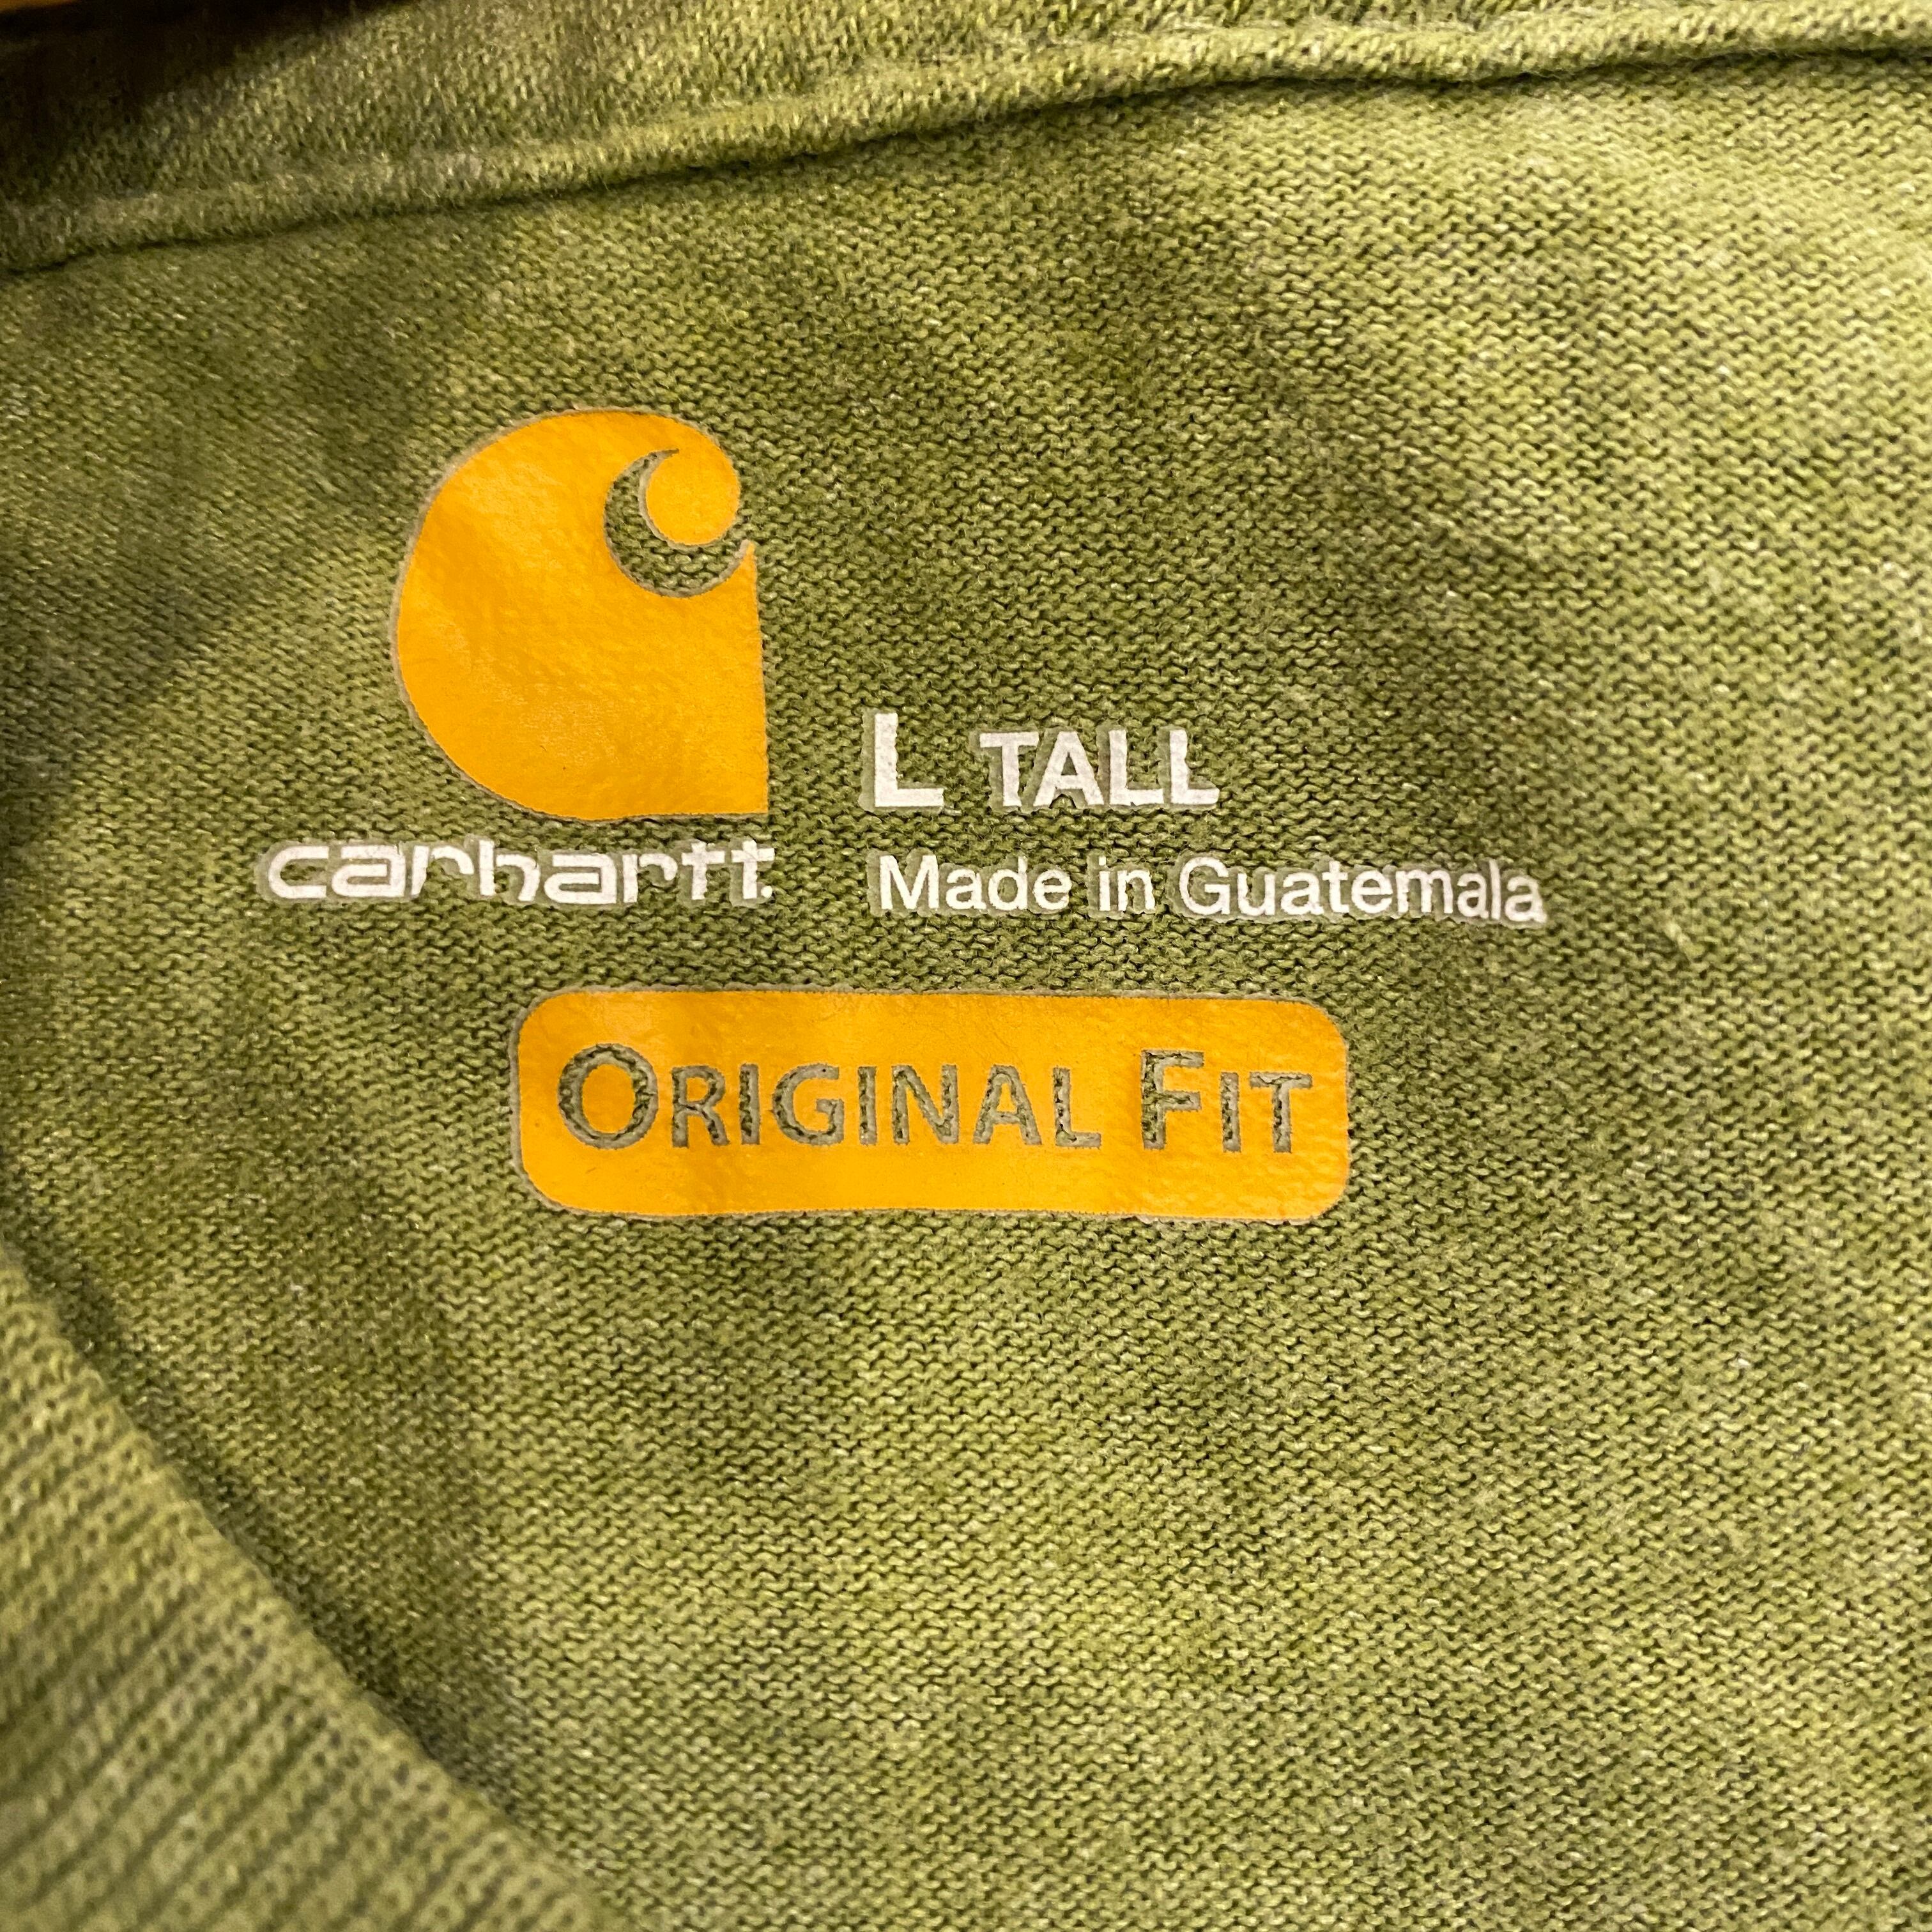 L TALL
carhartt.
Made in Guatemala
ORIGINAL FIT